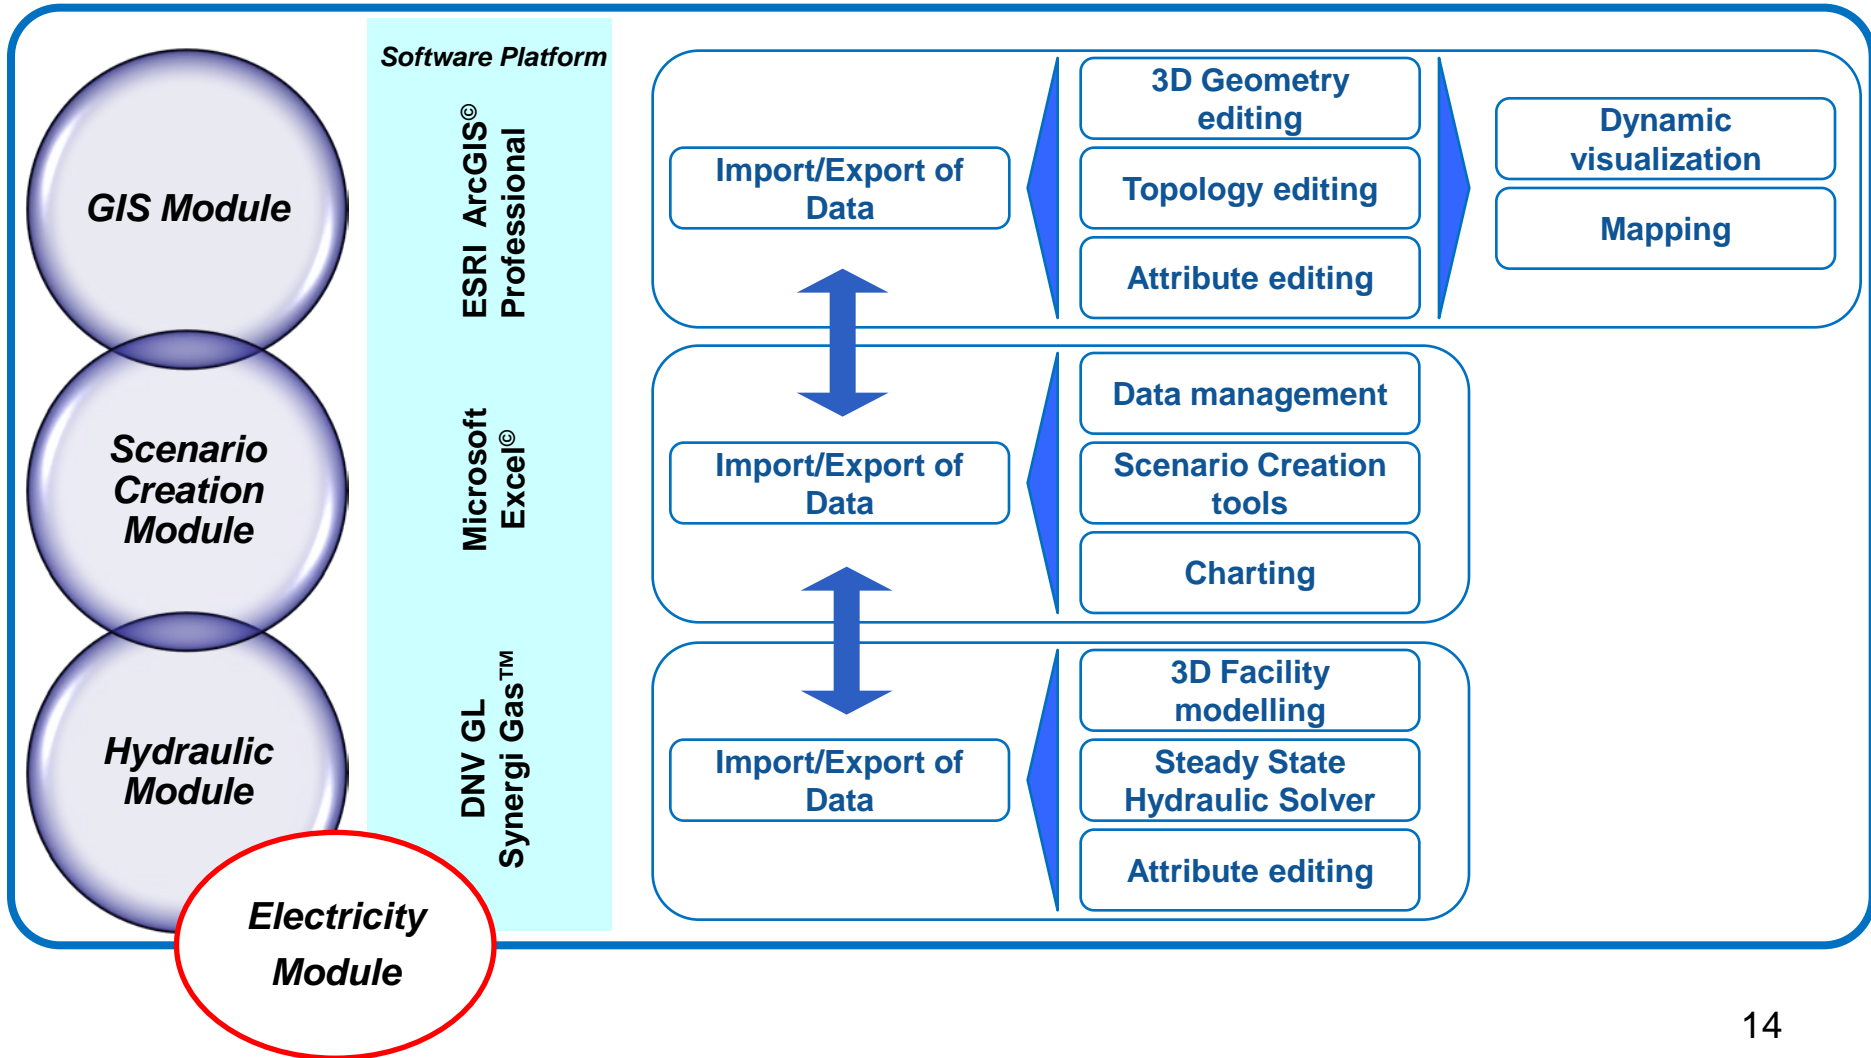 Software Platform
GIS Module
ESRI ArcGIS©
Professional
Import/Export of
Data
3D Geometry
editing
Topology editing
Attribute editing
Dynamic
visualization
Mapping
Scenario
Creation
Module
Microsoft
Excel©
Import/Export of
Data
Data management
Scenario Creation
tools
Charting
Hydraulic
Module
DNV GL
Synergi Gas™
Import/Export of
Data
3D Facility
modelling
Steady State
Hydraulic Solver
Attribute editing
Electricity
Module
14